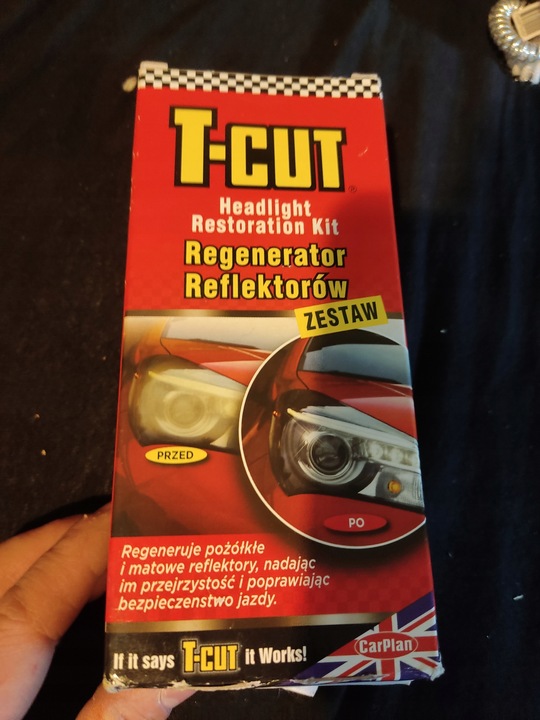 T-CUT®
Headlight
Restoration Kit
Regenerator
Reflektorów
ZESTAW
PRZED
PO
Regeneruje pożółkłe
i matowe reflektory, nadając
im przejrzystość i poprawiając
bezpieczenstwo jazdy.
If it says T-CUT it Works!
CarPlan